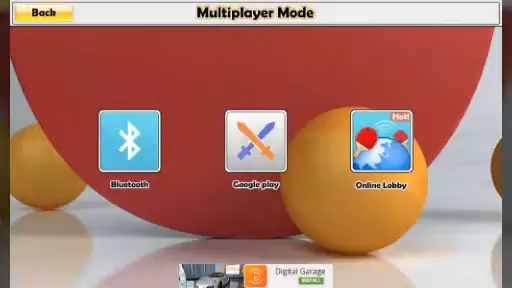 Back
Multiplayer Mode
Hot!
Bluetooth
Google play
Online Lobby
Digital Garage
INSTALL